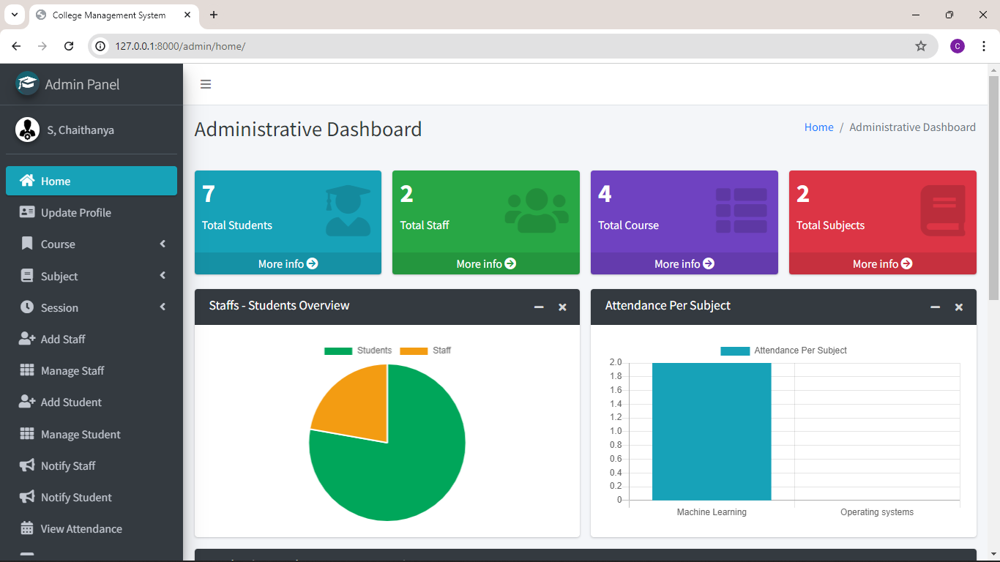 College Management System
127.0.0.1:8000/admin/home/
C
Admin Panel
S, Chaithanya
Home
Update Profile
Course
Subject
Session
Add Staff
Manage Staff
Add Student
Manage Student
Notify Staff
Notify Student
View Attendance
Administrative Dashboard
Home / Administrative Dashboard
7
Total Students
More info
2
Total Staff
More info
4
Total Course
More info
2
Total Subjects
More info
Staffs - Students Overview
Students Staff
Attendance Per Subject
Attendance Per Subject
2.0
1.8
1.6
1.4
1.2
1.0
0.8
0.6
0.4
0.2
0
Machine Learning Operating systems